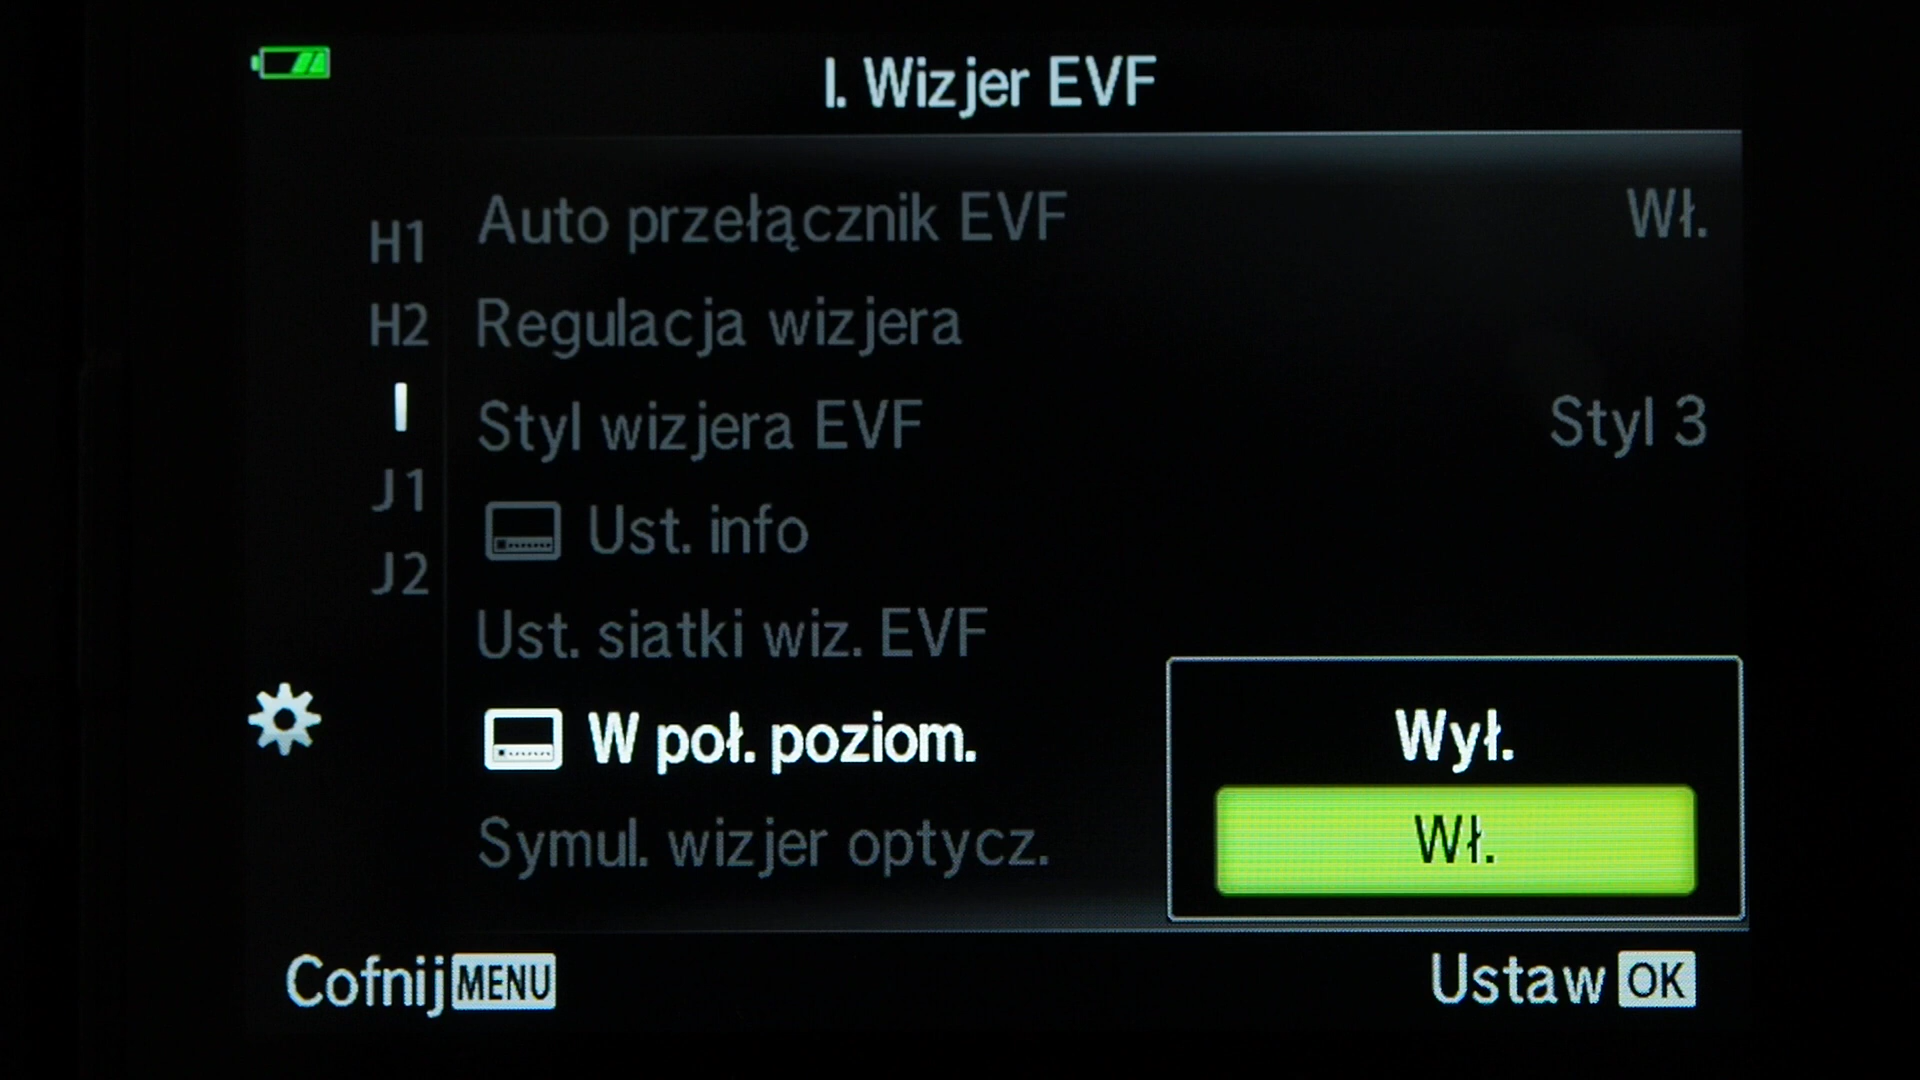 I. Wizjer EVF
H1
H2
I
J1
J2
Auto przełącznik EVF Wł.
Regulacja wizjera
Styl wizjera EVF Styl 3
Ust. info
Ust. siatki wiz. EVF
W poł. poziom. Wył.
Wł.
Symul. wizjer optycz.
Cofnij MENU Ustaw OK